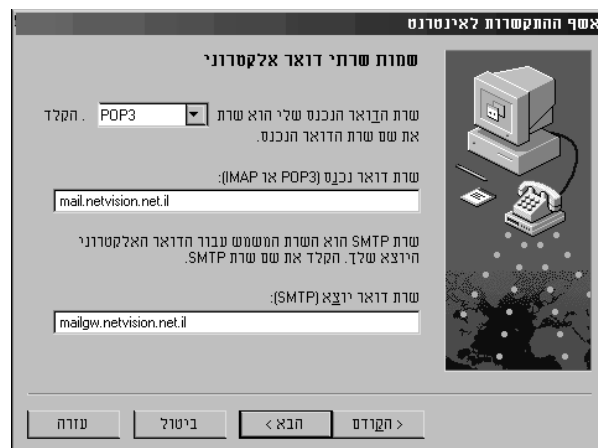 אשף ההתקשרות לאינטרנט
שמות שרתי דואר אלקטרוני
שרת הדואר הנכנס שלי הוא שרת POP3 . הקלד
את שם שרת הדואר הנכנס.
שרת דואר נכנס (POP3 או IMAP):
mail.netvision.net.il
שרת SMTP הוא השרת המשמש עבור הדואר האלקטרוני
היוצא שלך. הקלד את שם שרת SMTP.
שרת דואר יוצא (SMTP):
mailgw.netvision.net.il
< הקודם
הבא >
ביטול
עזרה